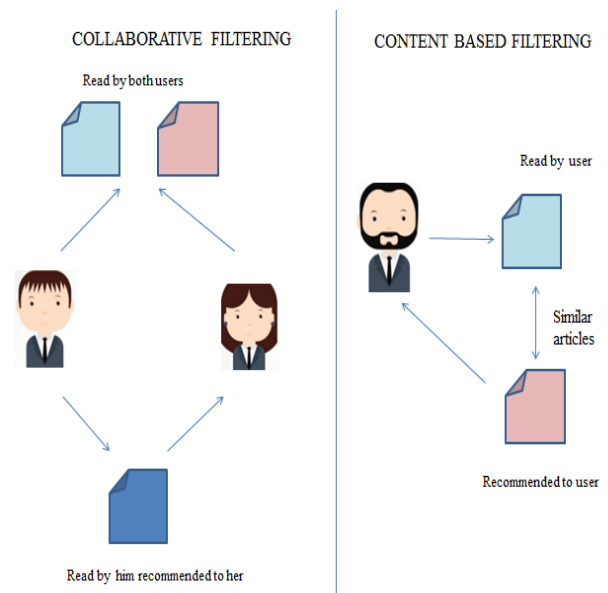 COLLABORATIVE FILTERING
Read by both users
Read by him recommended to her
CONTENT BASED FILTERING
Read by user
Similar
articles
Recommended to user